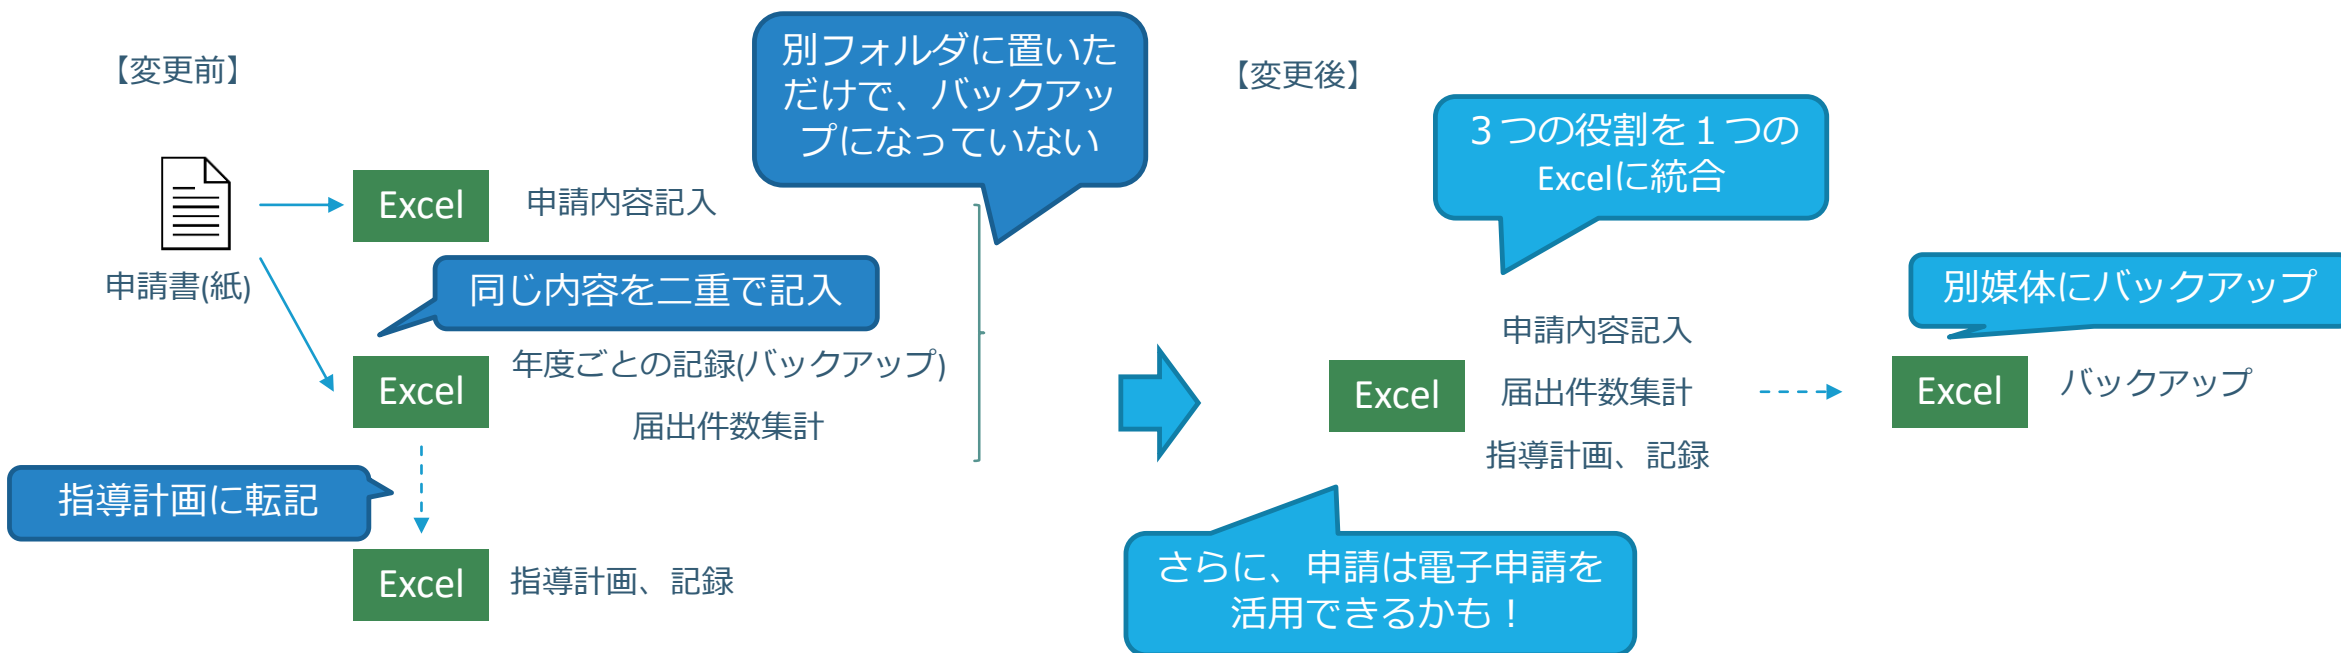 【変更前】
別フォルダに置いた
だけで、バックアッ
プになっていない
Excel
申請内容記入
申請書(紙)
同じ内容を二重で記入
Excel
年度ごとの記録(バックアップ)
届出件数集計
指導計画に転記
Excel
指導計画、記録
【変更後】
３つの役割を１つの
Excelに統合
別媒体にバックアップ
Excel
申請内容記入
届出件数集計
指導計画、記録
Excel
バックアップ
さらに、申請は電子申請を
活用できるかも！